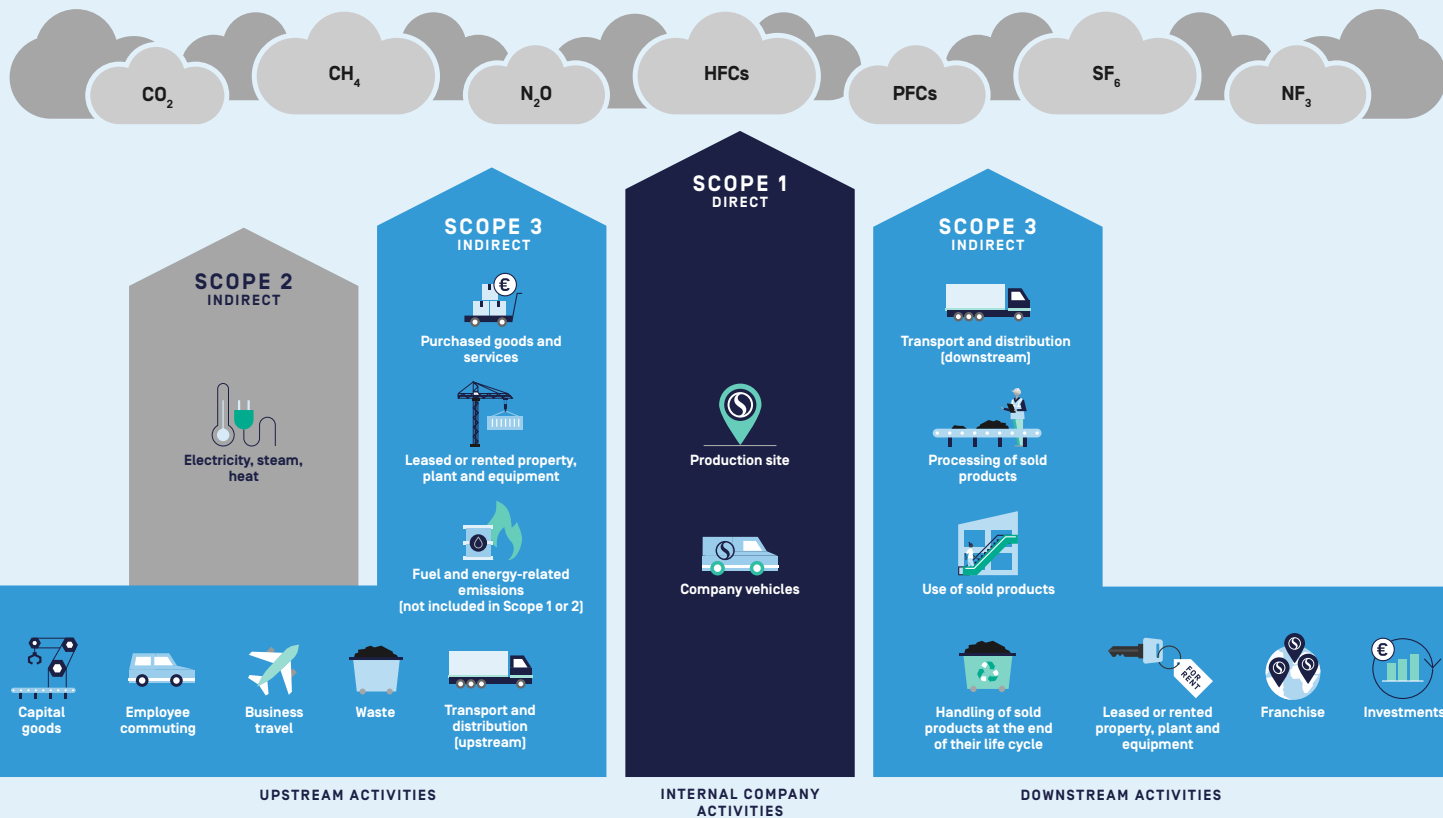 CO₂
CH₄
N₂O
HFCs
PFCs
SF₆
NF₃
SCOPE 2
INDIRECT
Electricity, steam,
heat
SCOPE 3
INDIRECT
€
Purchased goods and
services
Leased or rented property,
plant and equipment
Fuel and energy-related
emissions
(not included in Scope 1 or 2)
Capital
goods
Employee
commuting
Business
travel
Waste
Transport and
distribution
(upstream)
SCOPE 1
DIRECT
Production site
Company vehicles
SCOPE 3
INDIRECT
Transport and distribution
(downstream)
Processing of sold
products
Use of sold products
Handling of sold
products at the end
of their life cycle
FOR
RENT
Leased or rented
property, plant and
equipment
Franchise
€
Investments
UPSTREAM ACTIVITIES
INTERNAL COMPANY
ACTIVITIES
DOWNSTREAM ACTIVITIES